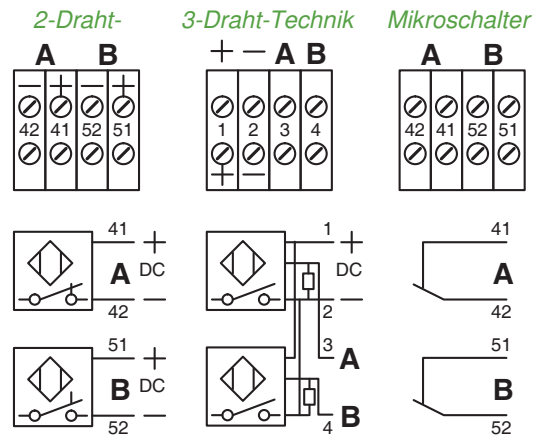 2-Draht- 3-Draht-Technik Mikroschalter
A B + − A B A B
− + − +
42 41 52 51 1 2 3 4 42 41 52 51
+ −
41 + 1 + 41
A DC DC A
42 − 2 − 42
51 + 3 A 51
B DC B
52 − 4 B 52